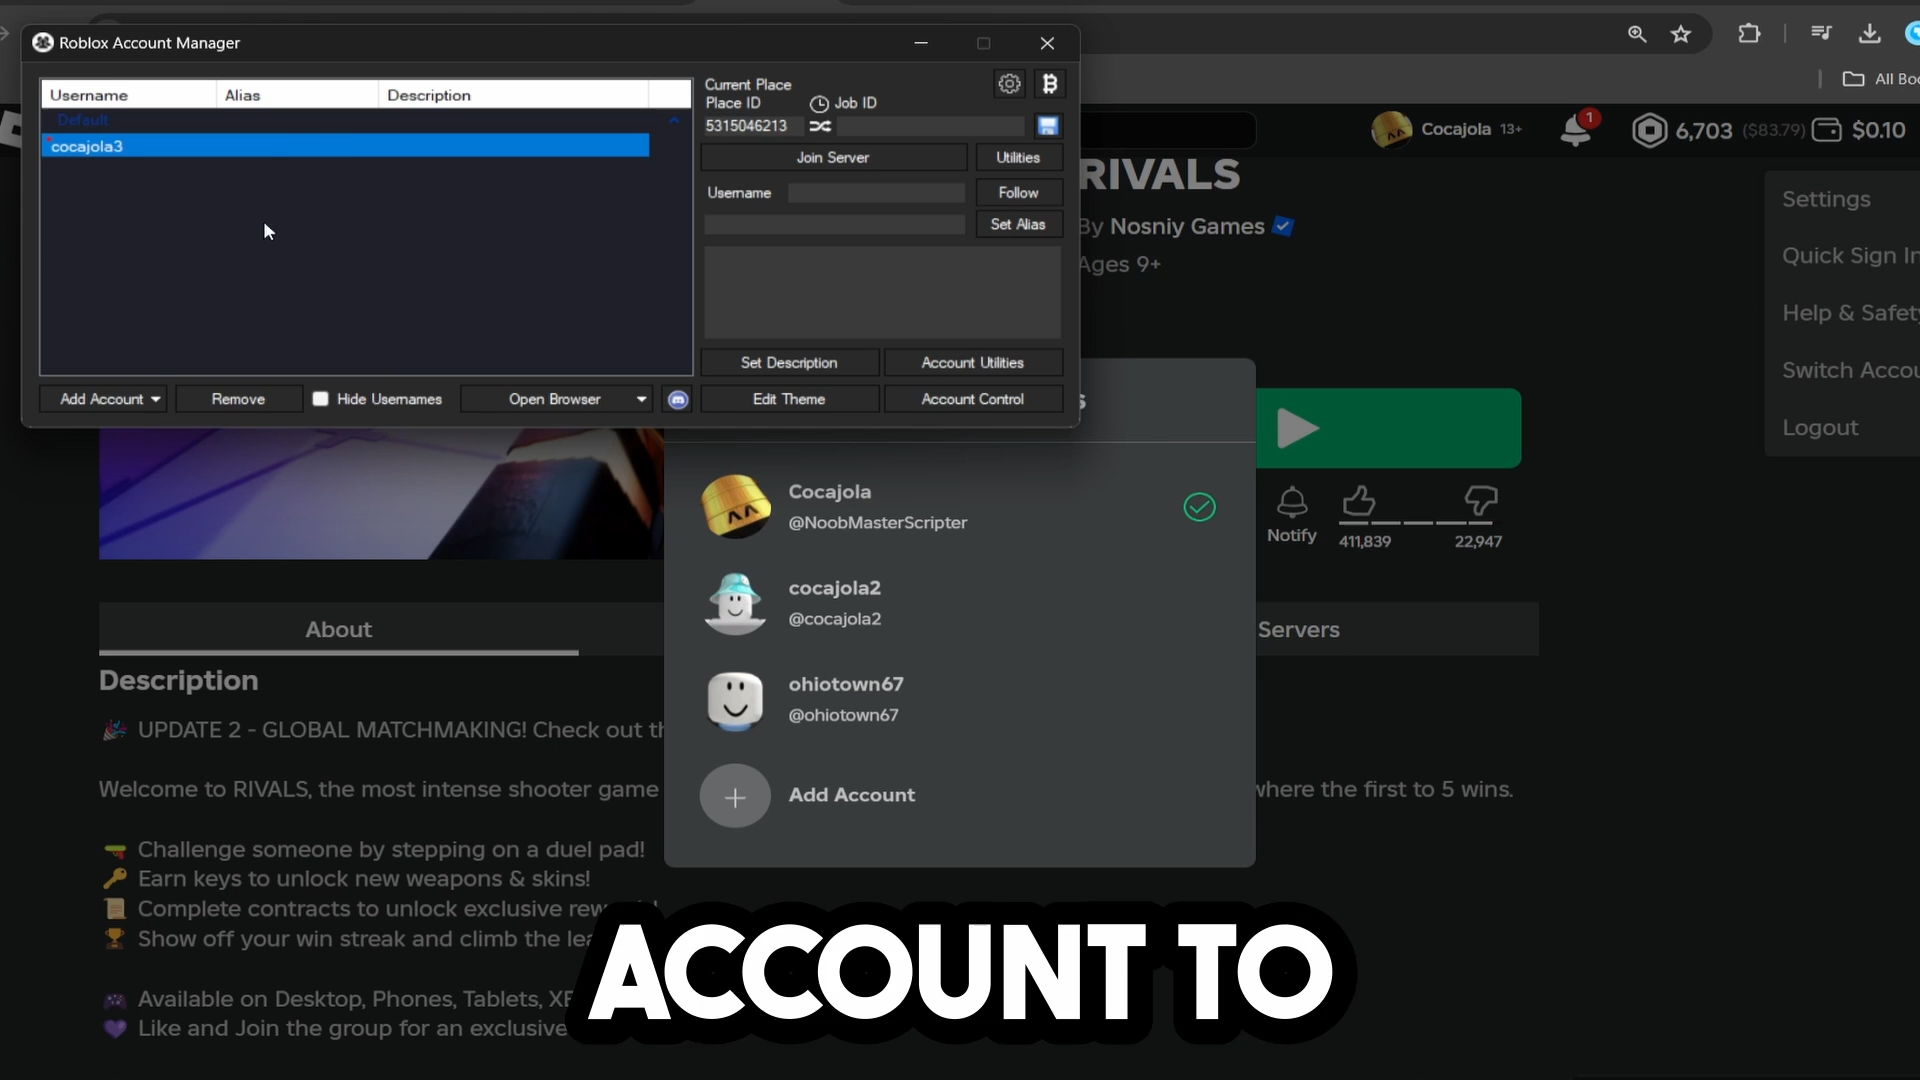 Roblox Account Manager
Username Alias Description
Default
cocajola3
Current Place
Place ID Job ID
5315046213
Join Server Utilities
Username Follow
Set Alias
Set Description Account Utilities
Add Account Remove Hide Usernames Open Browser Edit Theme Account Control
All Boo
Cocajola 13+ 1 6,703 ($83.79) $0.10
RIVALS
By Nosniy Games
Ages 9+
Settings
Quick Sign In
Help & Safety
Switch Accou
Logout
s
Cocajola
@NoobMasterScripter
cocajola2
@cocajola2
ohiotown67
@ohiotown67
Add Account
Notify 411,839 22,947
About Servers
Description
UPDATE 2 - GLOBAL MATCHMAKING! Check out th
Welcome to RIVALS, the most intense shooter game where the first to 5 wins.
Challenge someone by stepping on a duel pad!
Earn keys to unlock new weapons & skins!
Complete contracts to unlock exclusive rew
Show off your win streak and climb the lea
Available on Desktop, Phones, Tablets, XB
Like and Join the group for an exclusive
ACCOUNT TO